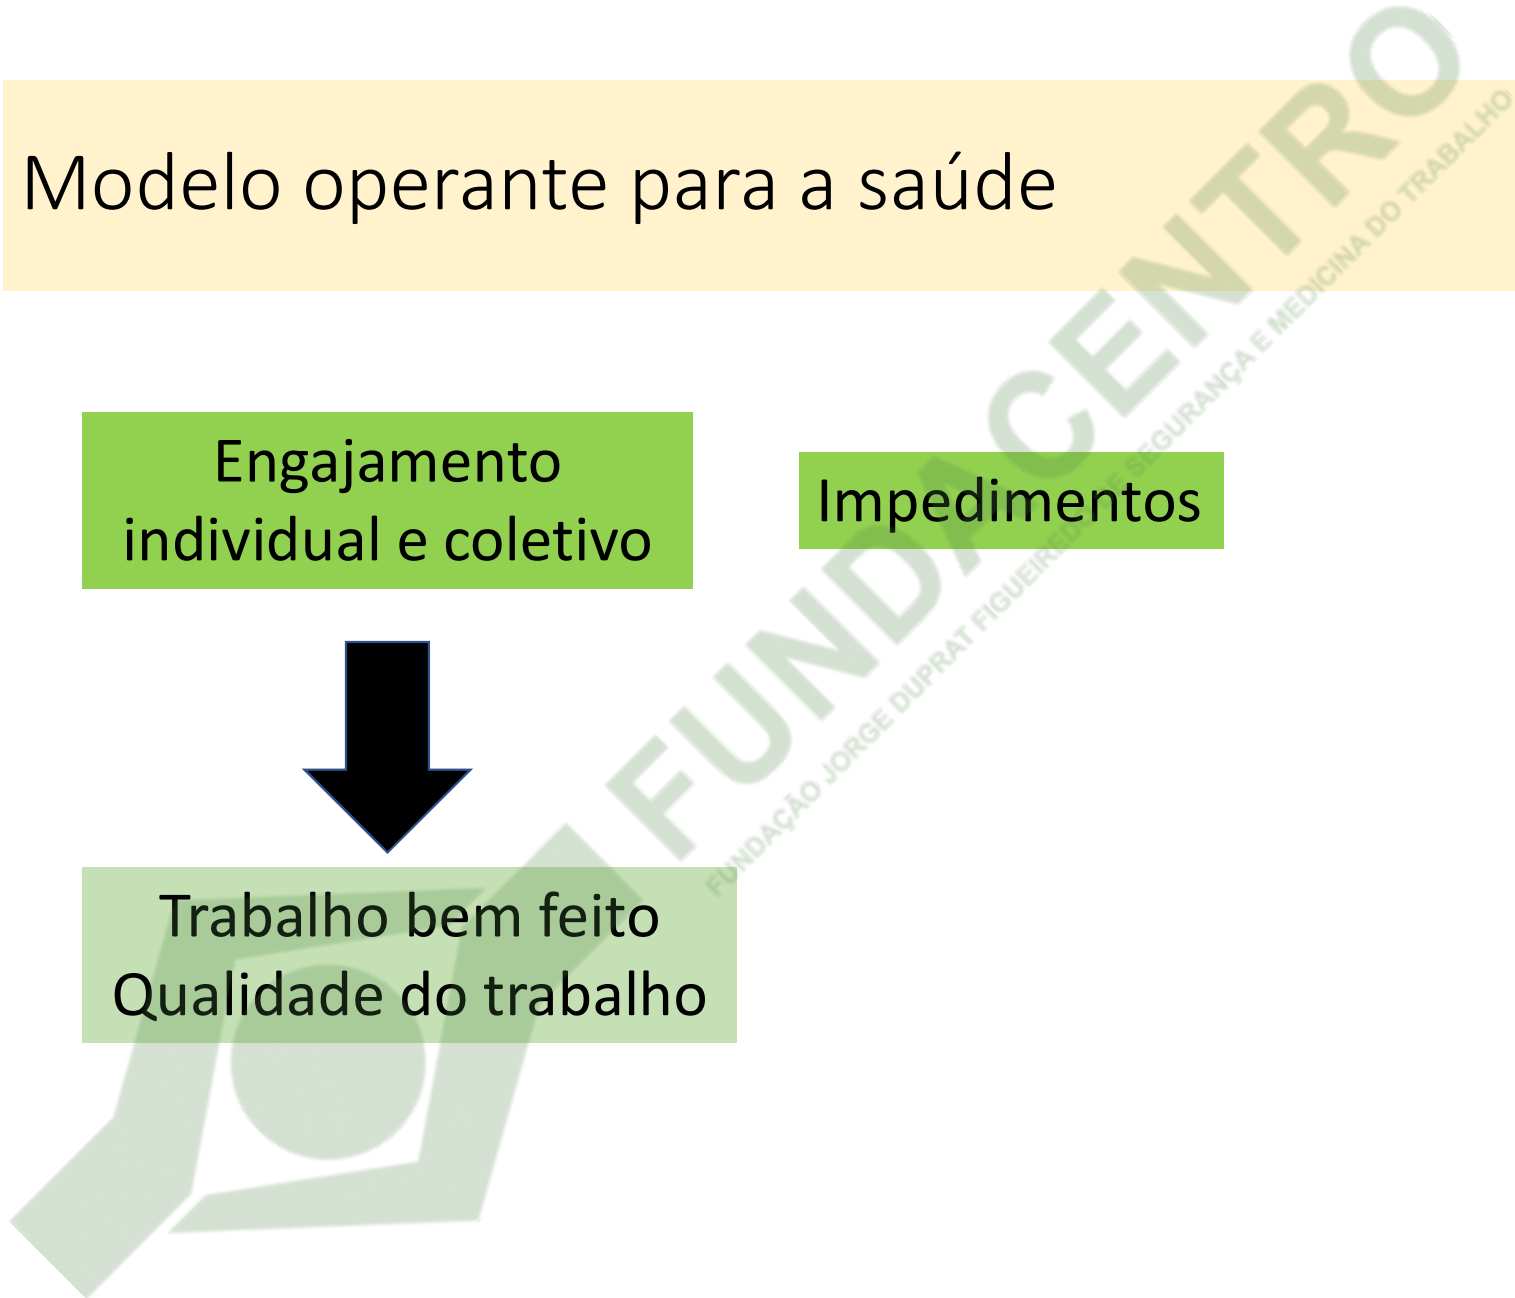 Modelo operante para a saúde
Engajamento
individual e coletivo
Impedimentos
Trabalho bem feito
Qualidade do trabalho
FUNDACENTRO
FUNDAÇÃO JORGE DUPRAT FIGUEIREDO DE SEGURANÇA E MEDICINA DO TRABALHO